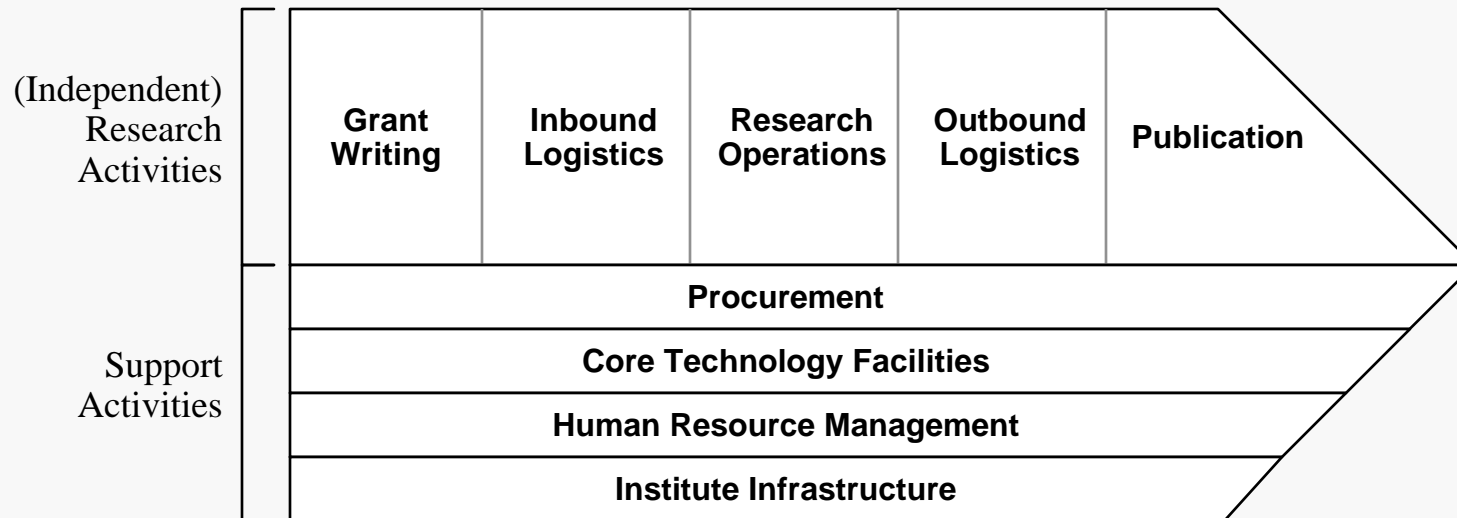 (Independent)
Research
Activities
Grant
Writing
Inbound
Logistics
Research
Operations
Outbound
Logistics
Publication
Support
Activities
Procurement
Core Technology Facilities
Human Resource Management
Institute Infrastructure